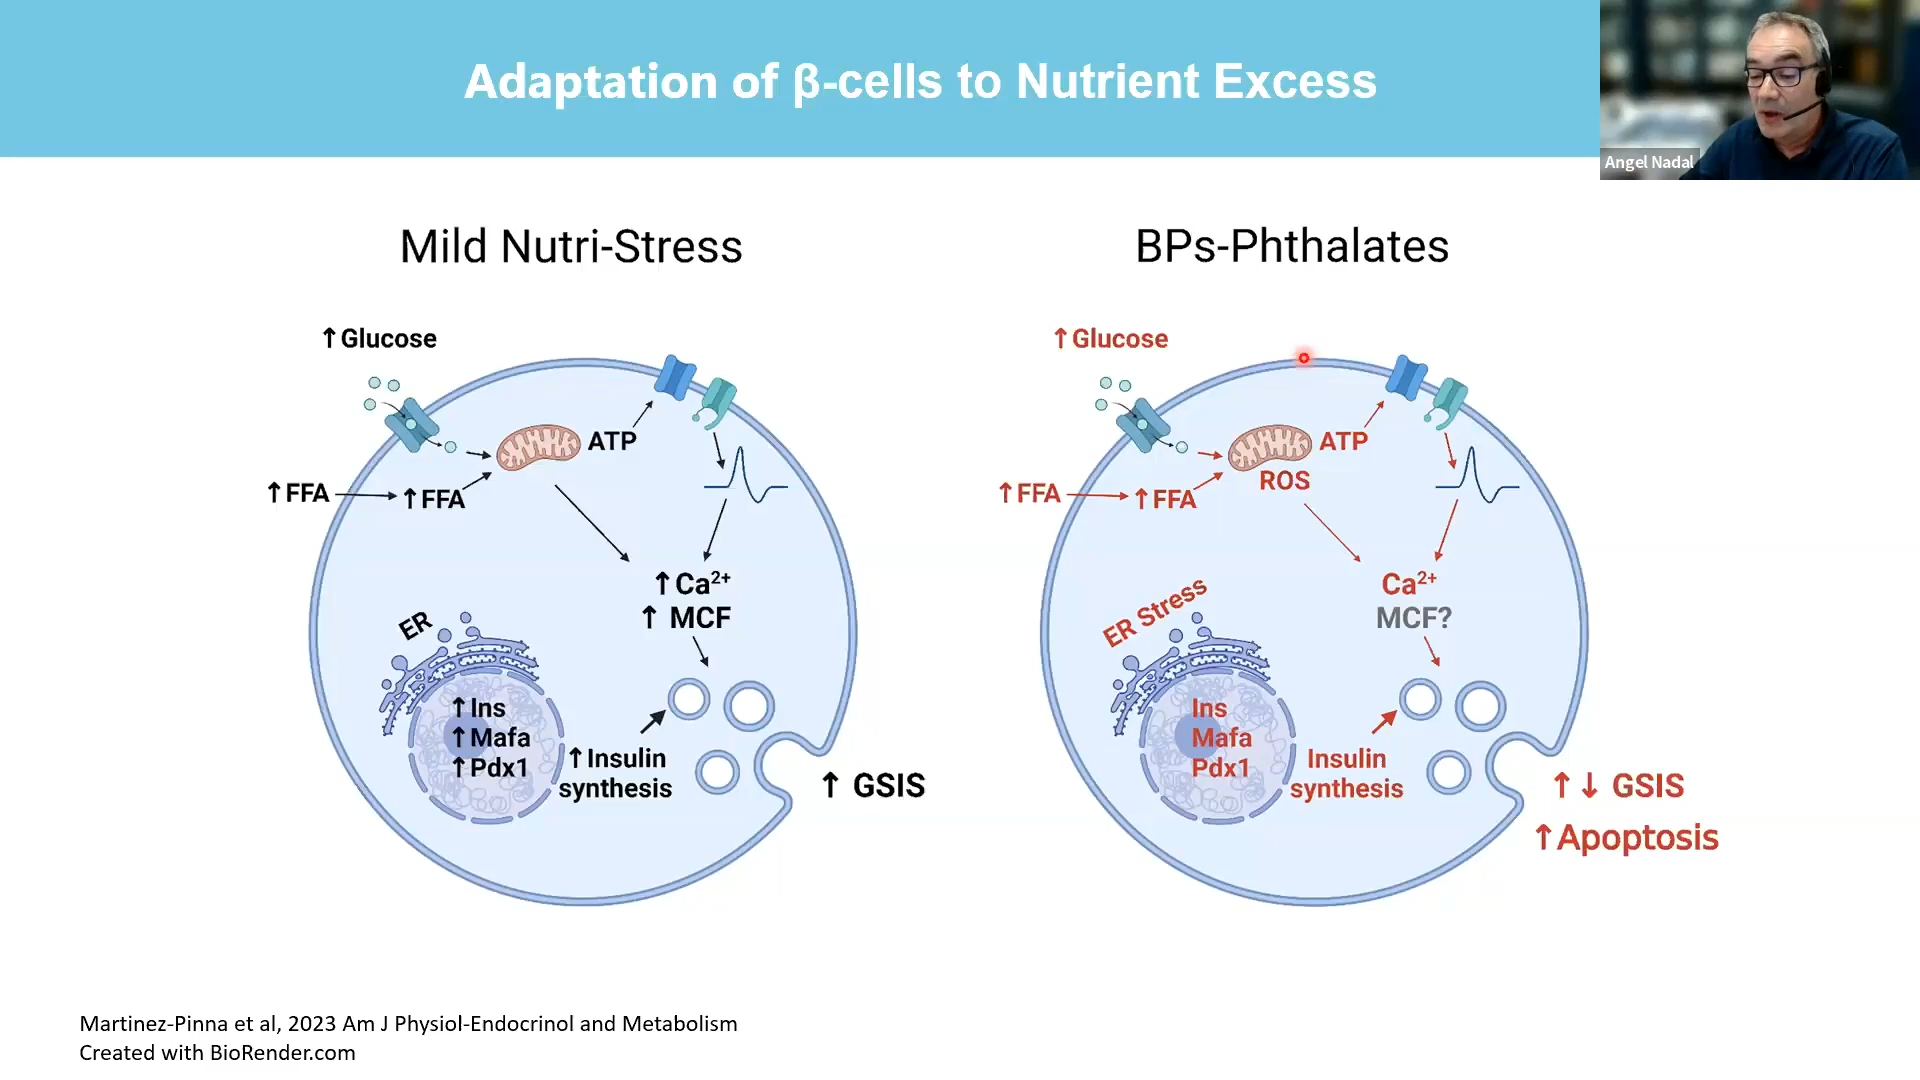 Adaptation of β-cells to Nutrient Excess
Angel Nadal
Mild Nutri-Stress
↑Glucose
ATP
↑FFA
↑FFA
↑Ca²⁺
↑ MCF
ER
↑Ins
↑Mafa
↑Pdx1
↑Insulin
synthesis
↑ GSIS
BPs-Phthalates
↑Glucose
ATP
ROS
↑FFA
↑FFA
Ca²⁺
MCF?
ER Stress
Ins
Mafa
Pdx1
Insulin
synthesis
↑↓ GSIS
↑Apoptosis
Martinez-Pinna et al, 2023 Am J Physiol-Endocrinol and Metabolism
Created with BioRender.com